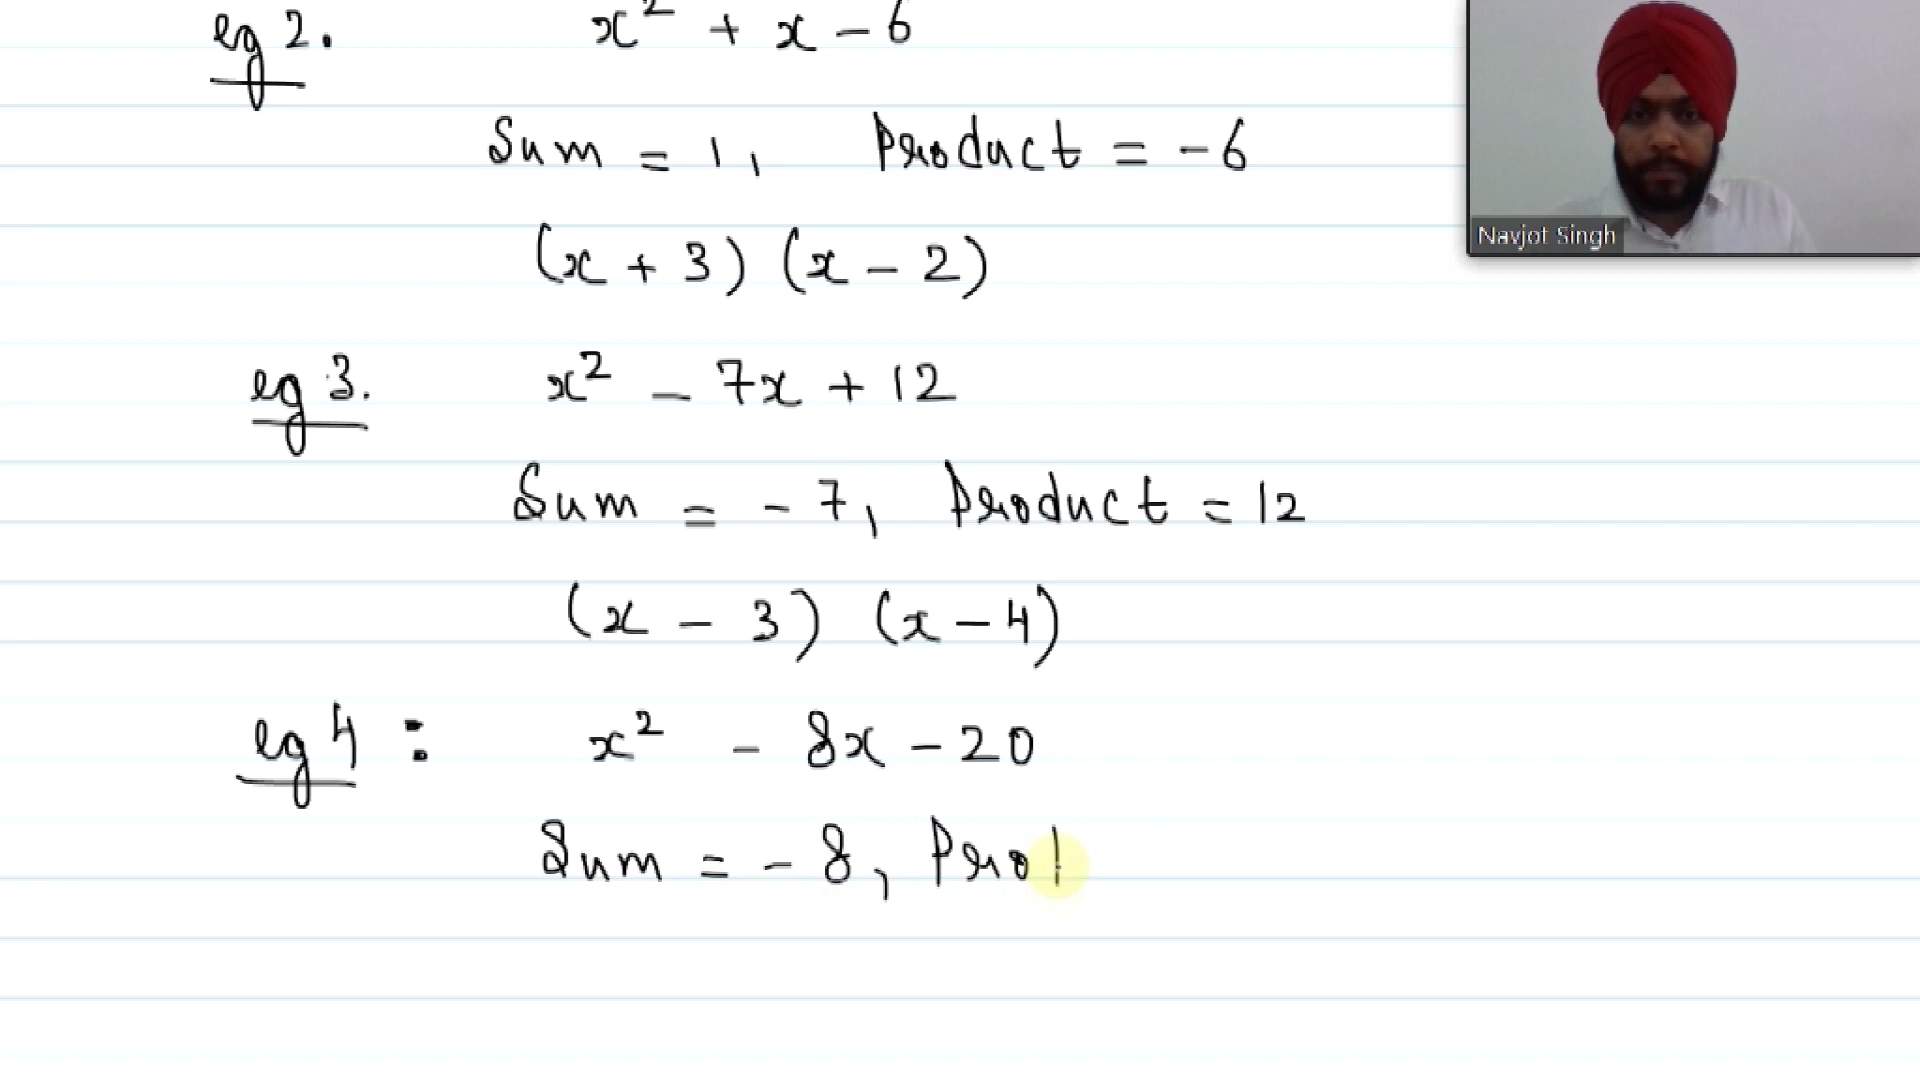 eg 2. x² + x - 6
Sum = 1, Product = -6
(x + 3) (x - 2)
Navjot Singh
eg 3. x² - 7x + 12
Sum = -7, Product = 12
(x - 3) (x - 4)
eg 4 : x² - 8x - 20
Sum = -8, Prod